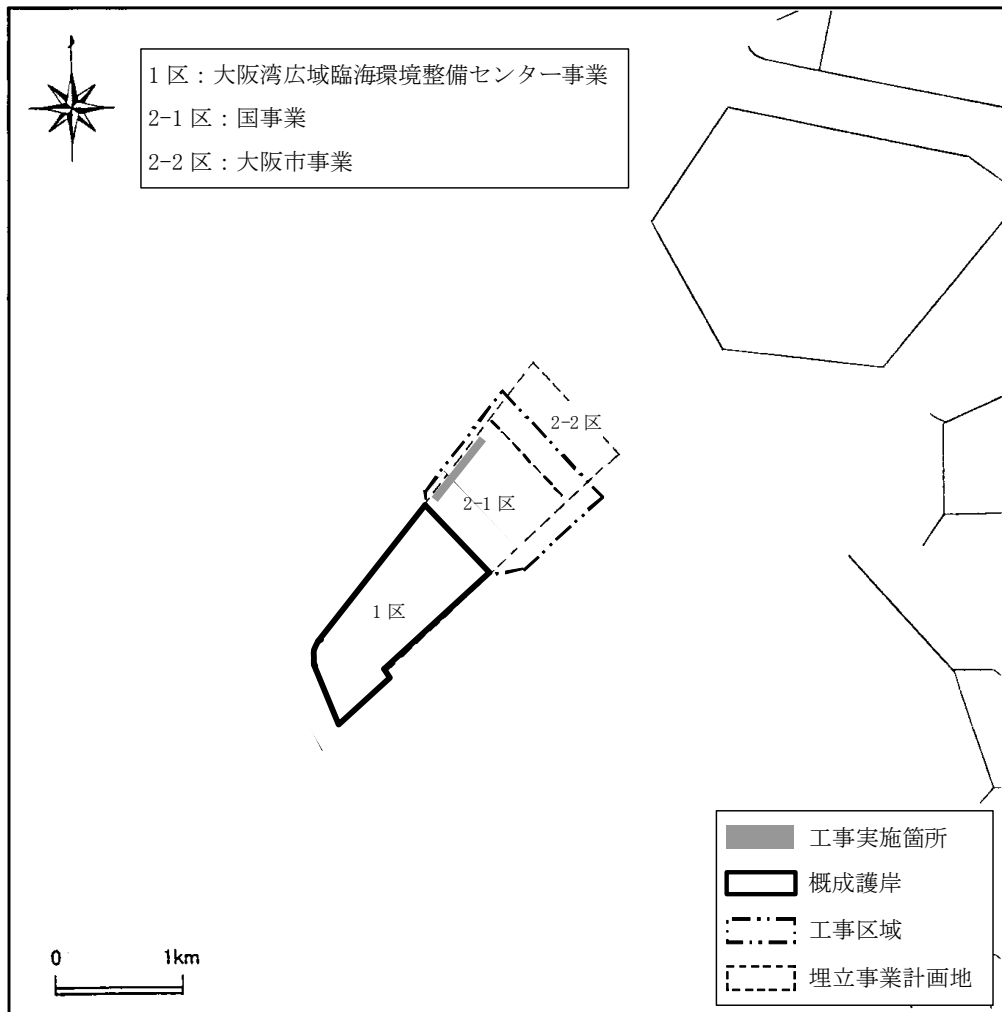 1 区：大阪湾広域臨海環境整備センター事業
2-1 区：国事業
2-2 区：大阪市事業
2-2 区
2-1 区
1 区
工事実施箇所
概成護岸
工事区域
埋立事業計画地
0 1km